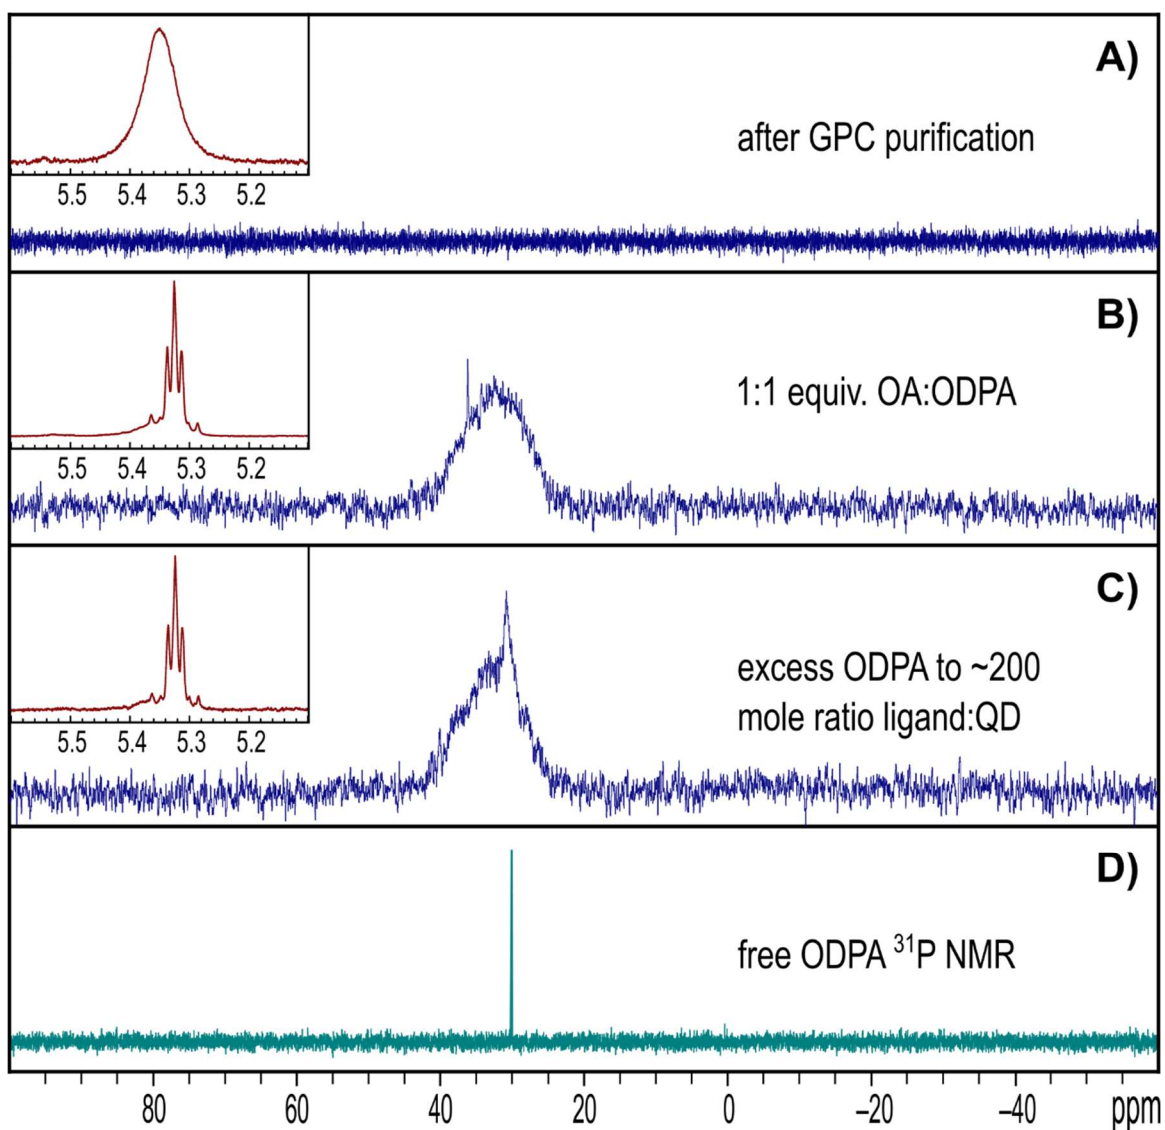 A)
after GPC purification
5.5 5.4 5.3 5.2
B)
1:1 equiv. OA:ODPA
5.5 5.4 5.3 5.2
C)
excess ODPA to ~200
mole ratio ligand:QD
5.5 5.4 5.3 5.2
D)
free ODPA ³¹P NMR
80 60 40 20 0 –20 –40 ppm